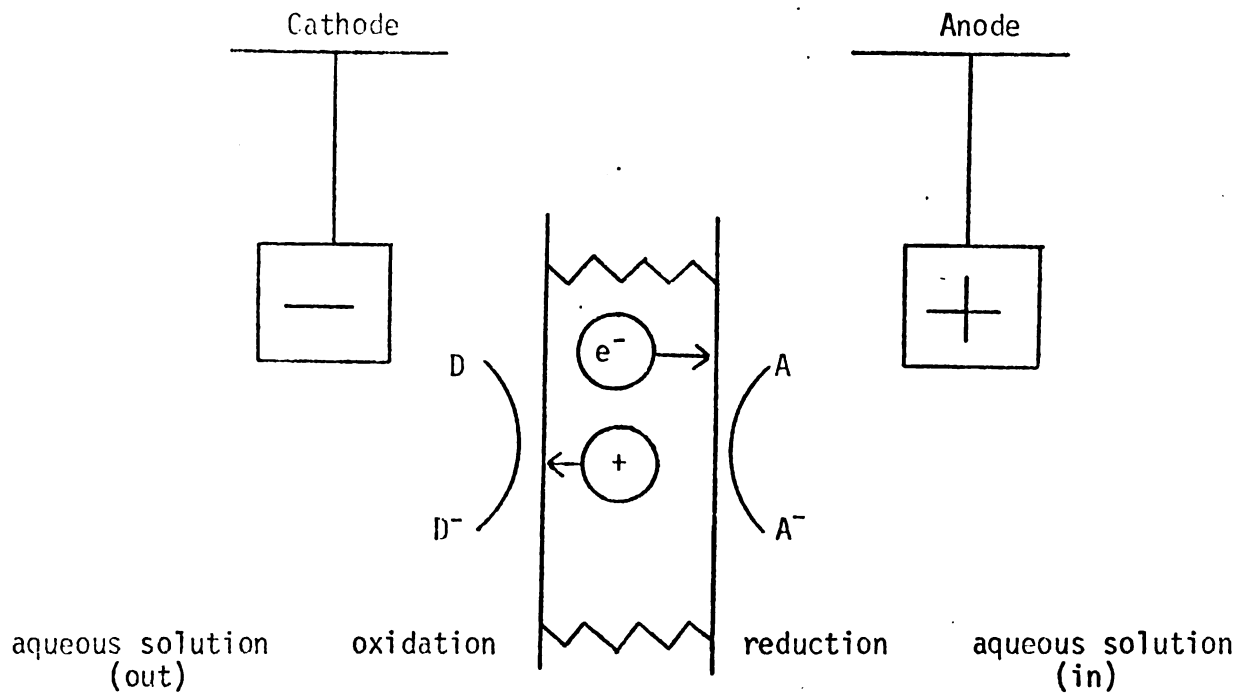 Cathode
Anode
−
+
e⁻
D
A
+
D⁻
A⁻
aqueous solution
(out)
oxidation
reduction
aqueous solution
(in)